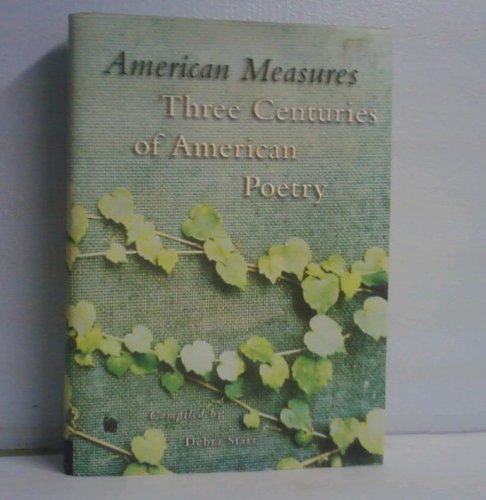 American Measures
Three Centuries
of American
Poetry
Compiled by
Debra Starr